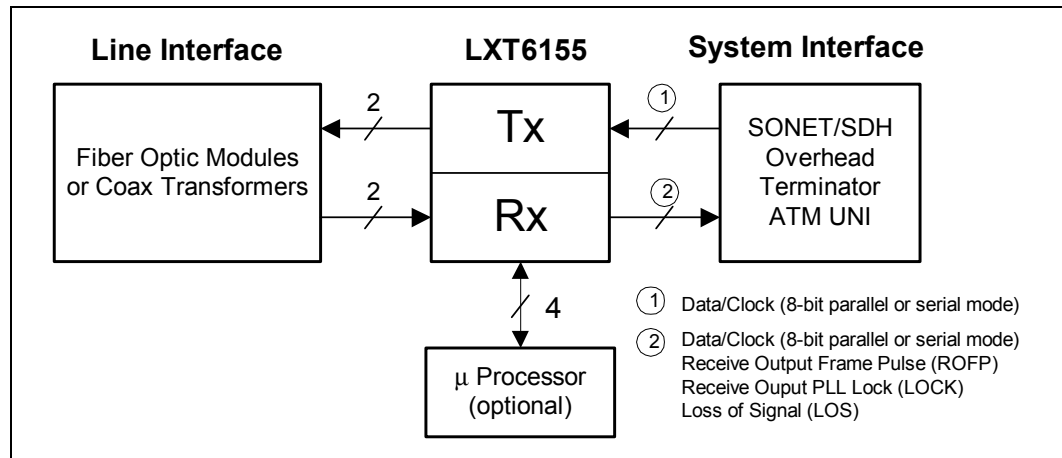 Line Interface
LXT6155
System Interface
Fiber Optic Modules
or Coax Transformers
2
2
Tx
Rx
1
2
SONET/SDH
Overhead
Terminator
ATM UNI
4
μ Processor
(optional)
1 Data/Clock (8-bit parallel or serial mode)
2 Data/Clock (8-bit parallel or serial mode)
Receive Output Frame Pulse (ROFP)
Receive Ouput PLL Lock (LOCK)
Loss of Signal (LOS)